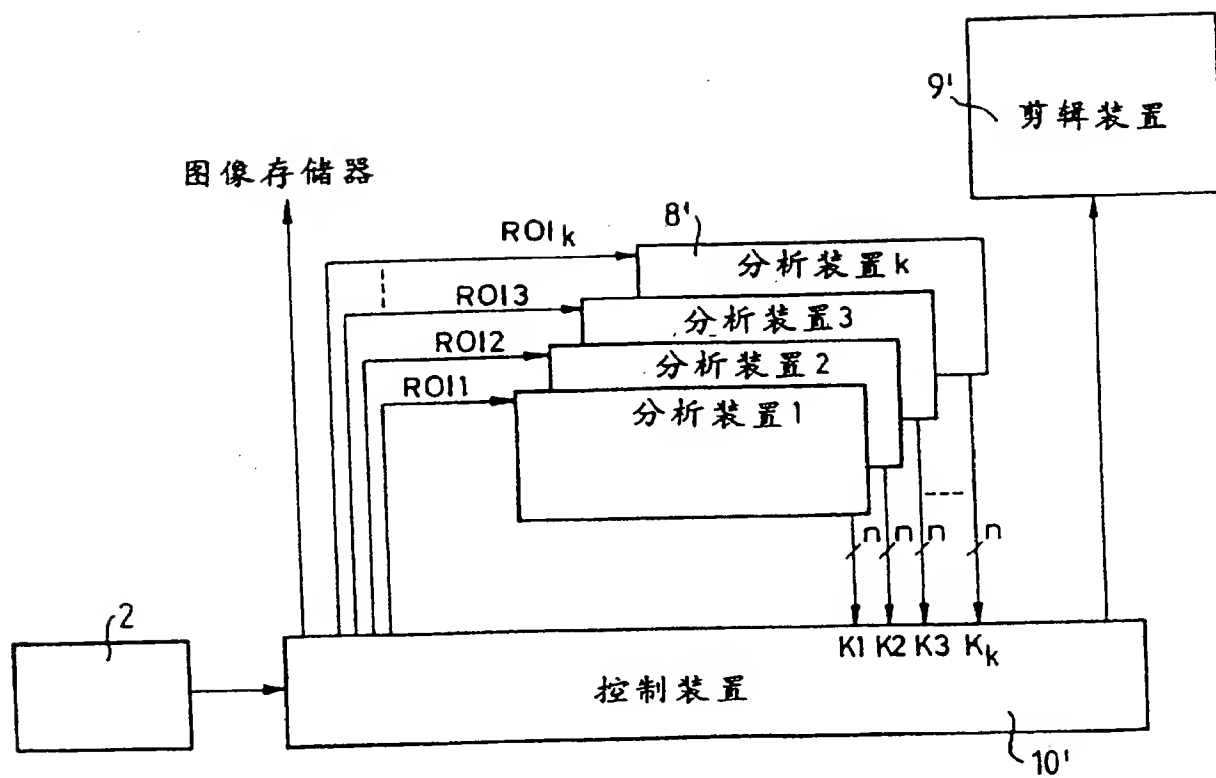 9'
剪辑装置
图像存储器
8'
ROIk
分析装置k
ROI3
分析装置3
ROI2
分析装置2
ROI1
分析装置1
n n n n
2
K1 K2 K3 Kk
控制装置
10'